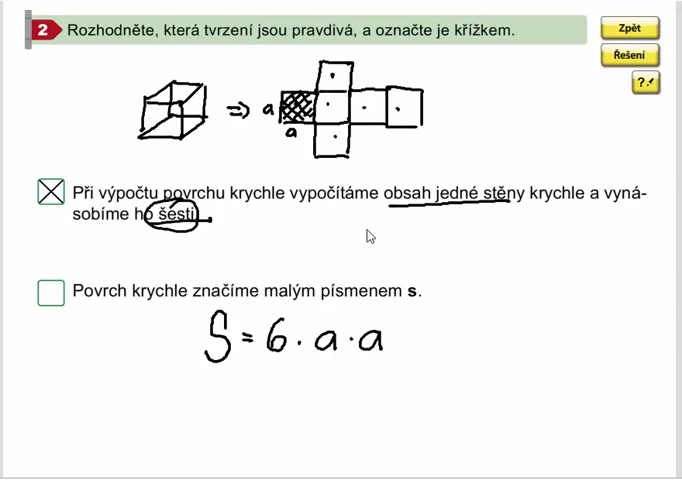 2 Rozhodněte, která tvrzení jsou pravdivá, a označte je křížkem.
Zpět
Řešení
?
⇒ a
a
Při výpočtu povrchu krychle vypočítáme obsah jedné stěny krychle a vyná-
sobíme ho šesti.
Povrch krychle značíme malým písmenem s.
S = 6 · a · a